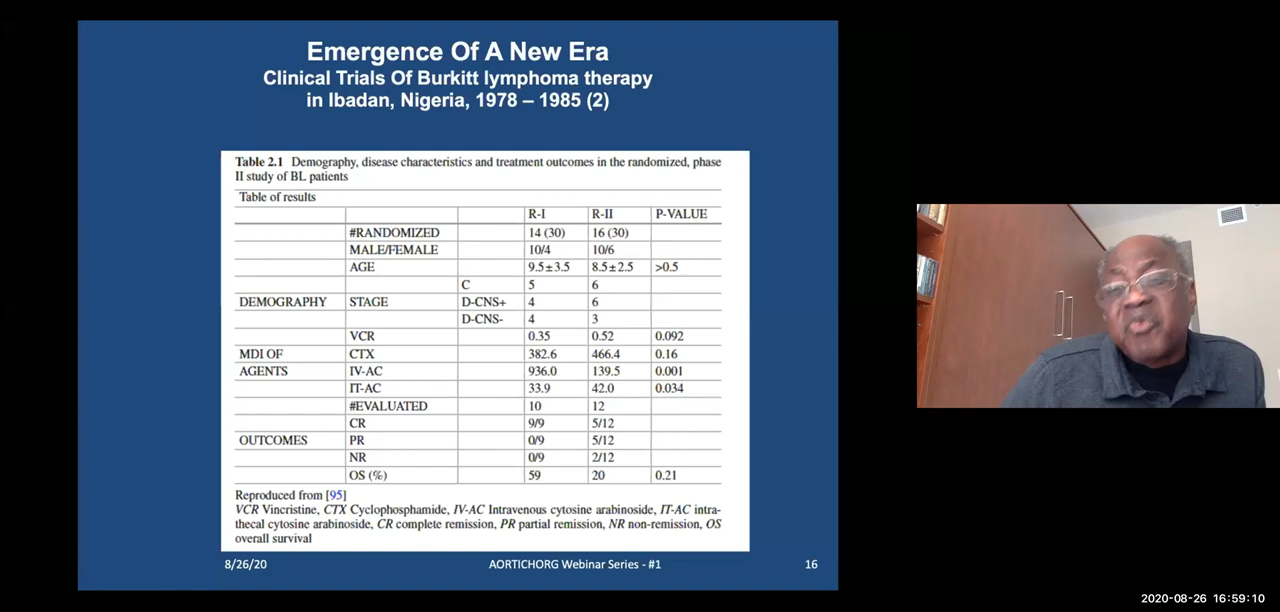 Emergence Of A New Era
Clinical Trials Of Burkitt lymphoma therapy
in Ibadan, Nigeria, 1978 – 1985 (2)
Table 2.1 Demography, disease characteristics and treatment outcomes in the randomized, phase
II study of BL patients
Table of results
R-I R-II P-VALUE
#RANDOMIZED 14 (30) 16 (30)
MALE/FEMALE 10/4 10/6
AGE 9.5±3.5 8.5±2.5 >0.5
C 5 6
DEMOGRAPHY STAGE D-CNS+ 4 6
D-CNS- 4 3
VCR 0.35 0.52 0.092
MDI OF CTX 382.6 466.4 0.16
AGENTS IV-AC 936.0 139.5 0.001
IT-AC 33.9 42.0 0.034
#EVALUATED 10 12
CR 9/9 5/12
OUTCOMES PR 0/9 5/12
NR 0/9 2/12
OS (%) 59 20 0.21
Reproduced from [95]
VCR Vincristine, CTX Cyclophosphamide, IV-AC Intravenous cytosine arabinoside, IT-AC intra-
thecal cytosine arabinoside, CR complete remission, PR partial remission, NR non-remission, OS
overall survival
8/26/20 AORTICHORG Webinar Series - #1 16
2020-08-26 16:59:10